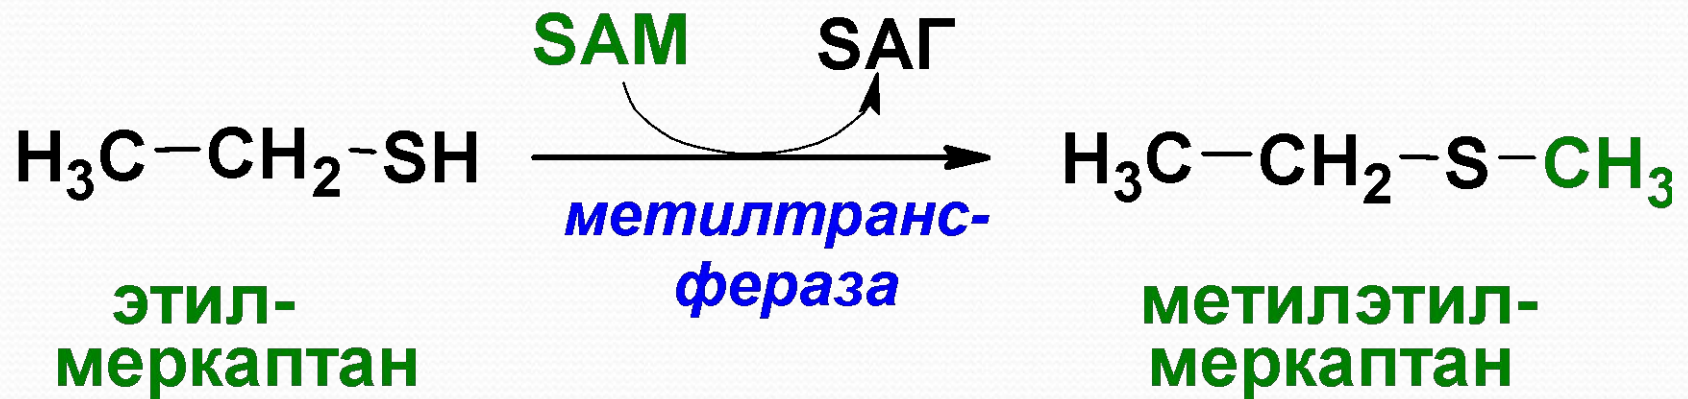 SAM SAГ
H₃C–CH₂–SH H₃C–CH₂–S–CH₃
метилтранс-
фераза
этил-
меркаптан
метилэтил-
меркаптан